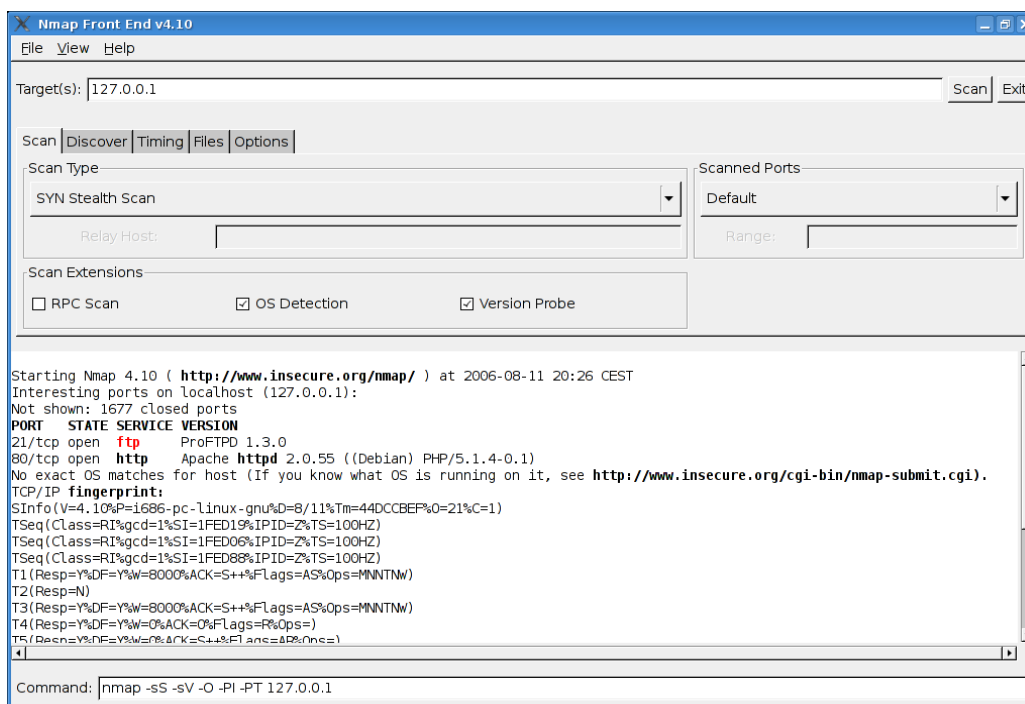 Nmap Front End v4.10
File View Help
Target(s): 127.0.0.1 Scan Exit
Scan Discover Timing Files Options
Scan Type Scanned Ports
SYN Stealth Scan Default
Relay Host: Range:
Scan Extensions
RPC Scan OS Detection Version Probe
Starting Nmap 4.10 ( http://www.insecure.org/nmap/ ) at 2006-08-11 20:26 CEST
Interesting ports on localhost (127.0.0.1):
Not shown: 1677 closed ports
PORT STATE SERVICE VERSION
21/tcp open ftp ProFTPD 1.3.0
80/tcp open http Apache httpd 2.0.55 ((Debian) PHP/5.1.4-0.1)
No exact OS matches for host (If you know what OS is running on it, see http://www.insecure.org/cgi-bin/nmap-submit.cgi).
TCP/IP fingerprint:
SInfo(V=4.10%P=i686-pc-linux-gnu%D=8/11%Tm=44DCCBEF%O=21%C=1)
TSeq(Class=RI%gcd=1%SI=1FED19%IPID=Z%TS=100HZ)
TSeq(Class=RI%gcd=1%SI=1FED06%IPID=Z%TS=100HZ)
TSeq(Class=RI%gcd=1%SI=1FED88%IPID=Z%TS=100HZ)
T1(Resp=Y%DF=Y%W=8000%ACK=S++%Flags=AS%Ops=MNNTNW)
T2(Resp=N)
T3(Resp=Y%DF=Y%W=8000%ACK=S++%Flags=AS%Ops=MNNTNW)
T4(Resp=Y%DF=Y%W=0%ACK=O%Flags=R%Ops=)
T5(Resp=Y%DF=Y%W=0%ACK=S++%Flags=AR%Ops=)
Command: nmap -sS -sV -O -PI -PT 127.0.0.1